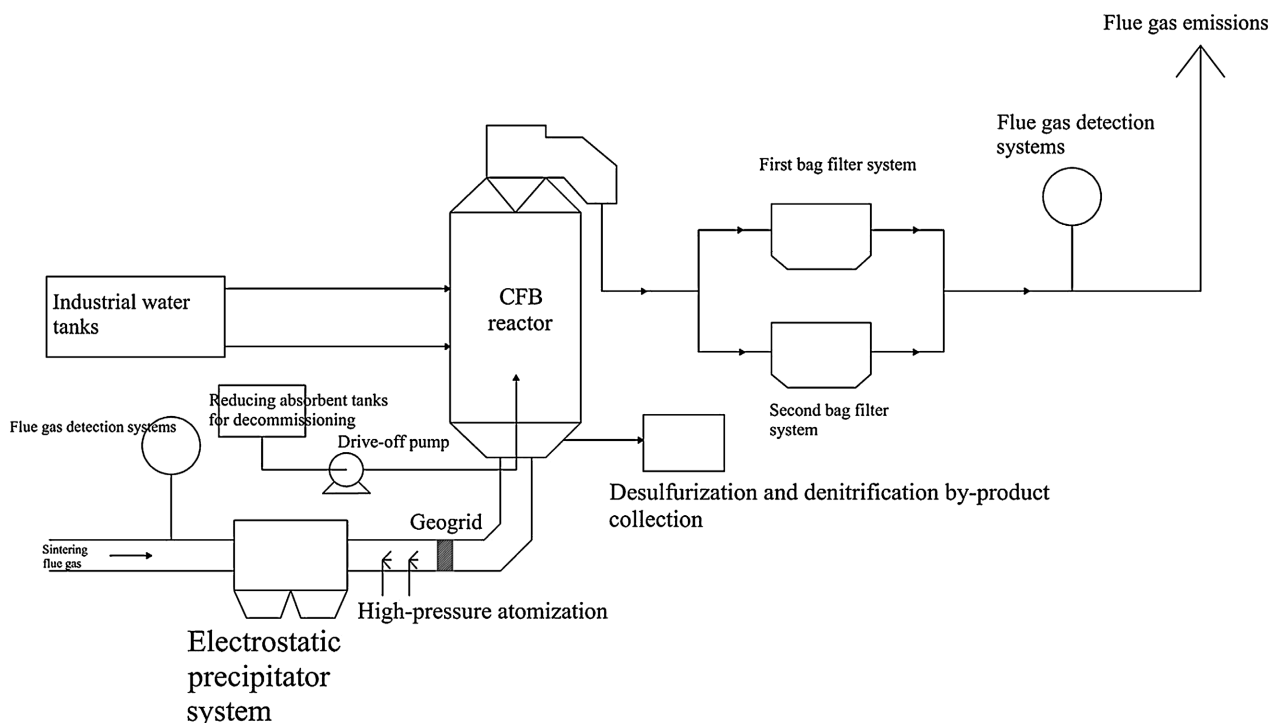 Flue gas emissions
Flue gas detection
systems
First bag filter system
Industrial water
tanks
CFB
reactor
Reducing absorbent tanks
for decommissioning
Flue gas detection systems
Drive-off pump
Second bag filter
system
Desulfurization and denitrification by-product
collection
Geogrid
Sintering
flue gas
High-pressure atomization
Electrostatic
precipitator
system